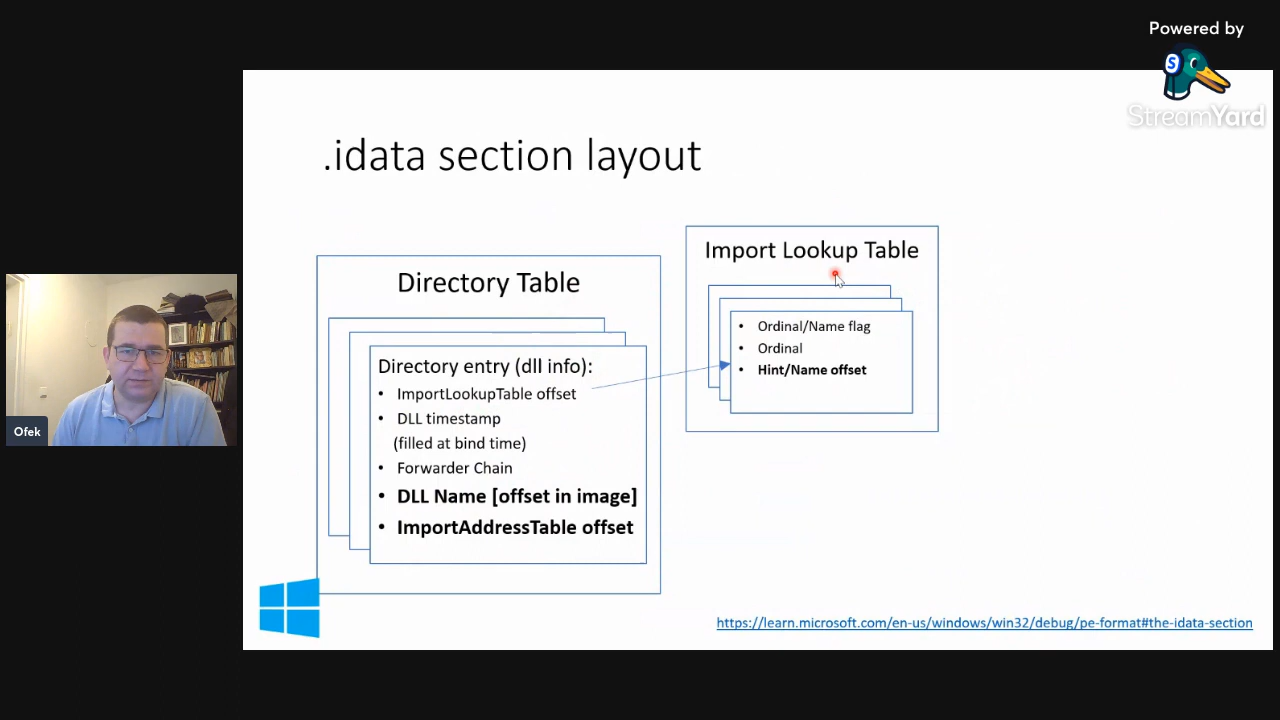 Powered by
S
StreamYard
.idata section layout
Import Lookup Table
Directory Table
• Ordinal/Name flag
• Ordinal
• Hint/Name offset
Directory entry (dll info):
• ImportLookupTable offset
• DLL timestamp
(filled at bind time)
• Forwarder Chain
• DLL Name [offset in image]
• ImportAddressTable offset
Ofek
https://learn.microsoft.com/en-us/windows/win32/debug/pe-format#the-idata-section